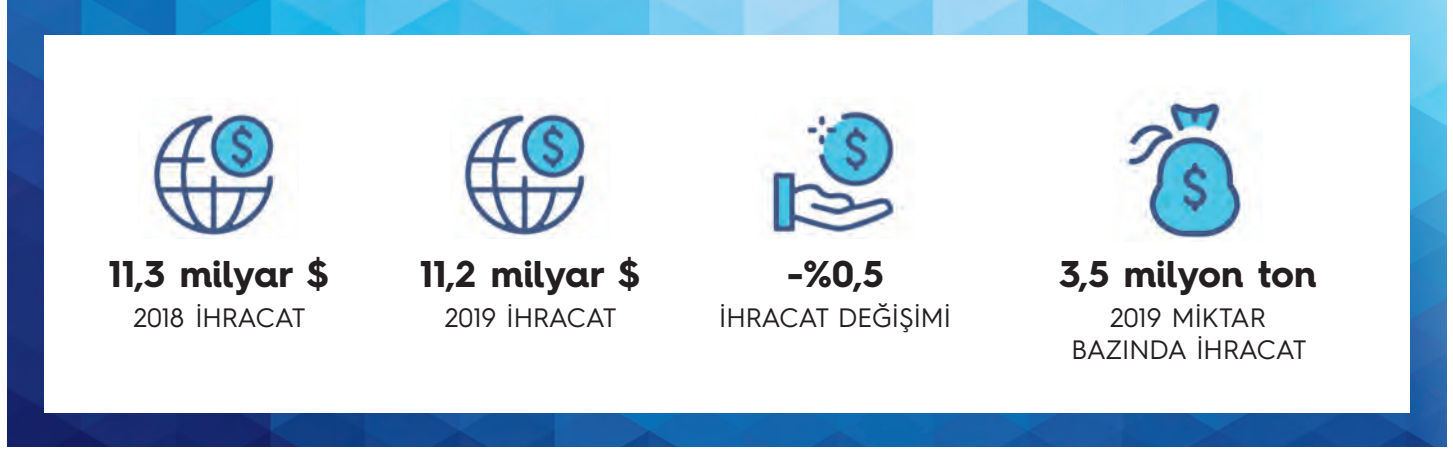 11,3 milyar $
2018 İHRACAT
11,2 milyar $
2019 İHRACAT
-%0,5
İHRACAT DEĞİŞİMİ
3,5 milyon ton
2019 MİKTAR
BAZINDA İHRACAT